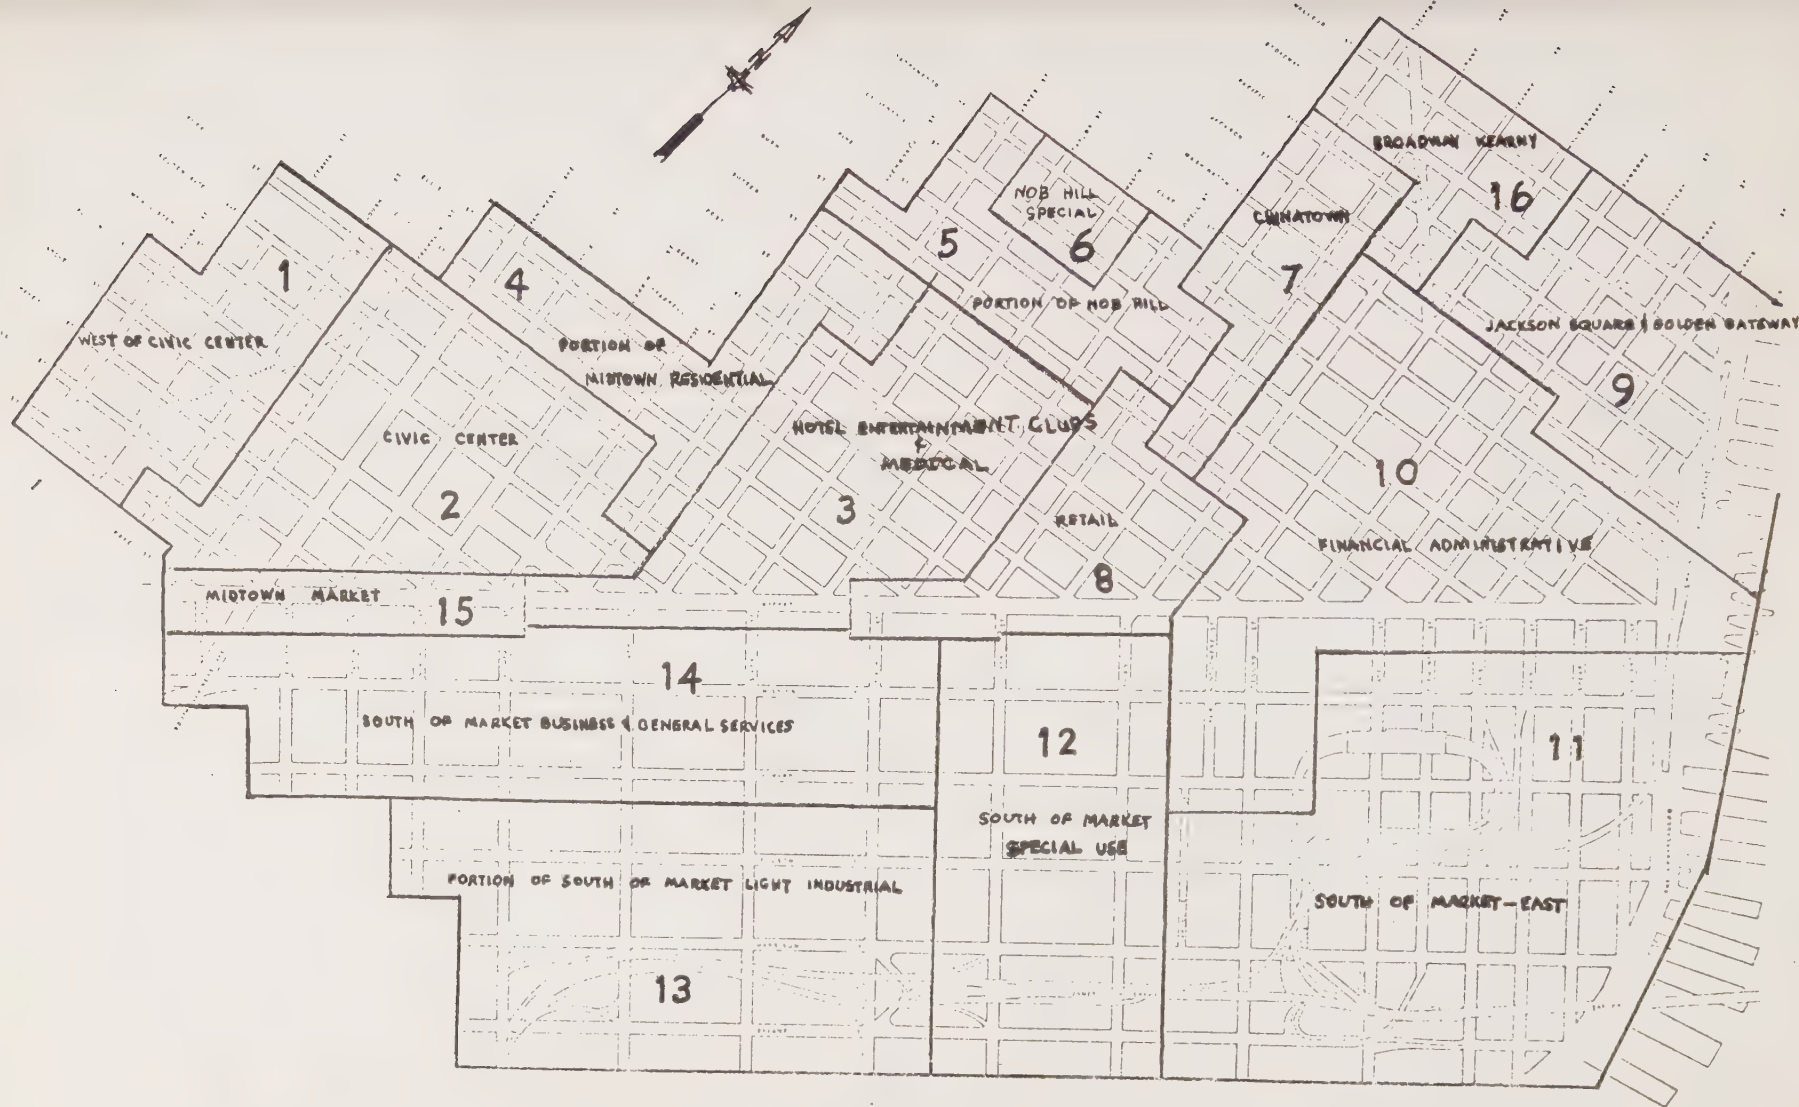 N
BROADWAY KEARNY
16
NOB HILL
SPECIAL
6
CHINATOWN
7
5
1
4
PORTION OF NOB HILL
JACKSON SQUARE & GOLDEN GATEWAY
9
WEST OF CIVIC CENTER
PORTION OF
MIDTOWN RESIDENTIAL
CIVIC CENTER
2
HOTEL ENTERTAINMENT CLUBS
&
MEDICAL
3
10
RETAIL
8
FINANCIAL ADMINISTRATIVE
MIDTOWN MARKET
15
14
SOUTH OF MARKET BUSINESS & GENERAL SERVICES
12
11
SOUTH OF MARKET
SPECIAL USE
PORTION OF SOUTH OF MARKET LIGHT INDUSTRIAL
SOUTH OF MARKET-EAST
13